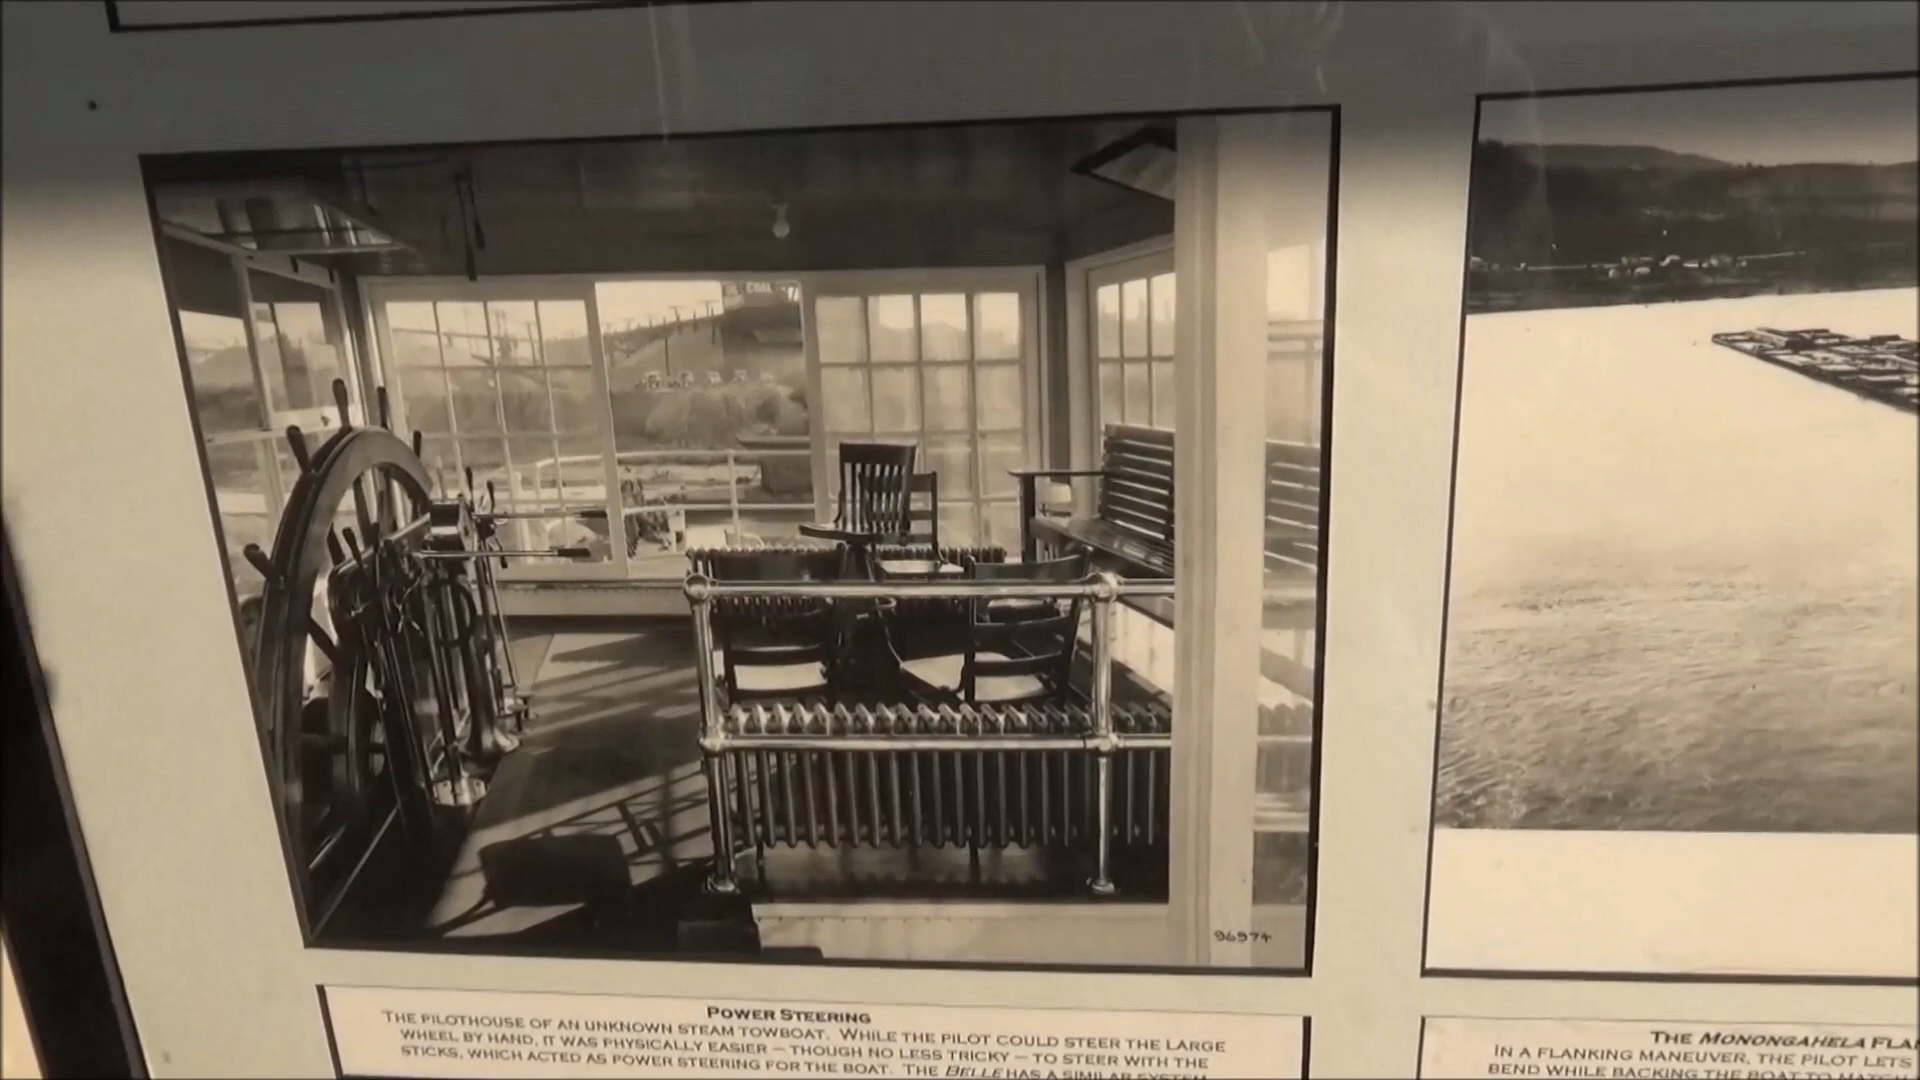 COAL
96974
POWER STEERING
THE PILOTHOUSE OF AN UNKNOWN STEAM TOWBOAT. WHILE THE PILOT COULD STEER THE LARGE
WHEEL BY HAND, IT WAS PHYSICALLY EASIER – THOUGH NO LESS TRICKY – TO STEER WITH THE
STICKS, WHICH ACTED AS POWER STEERING FOR THE BOAT. THE BELLE HAS A SIMILAR SYSTEM
THE MONONGAHELA FLA
IN A FLANKING MANEUVER, THE PILOT LETS
BEND WHILE BACKING THE BOAT TO MATCH